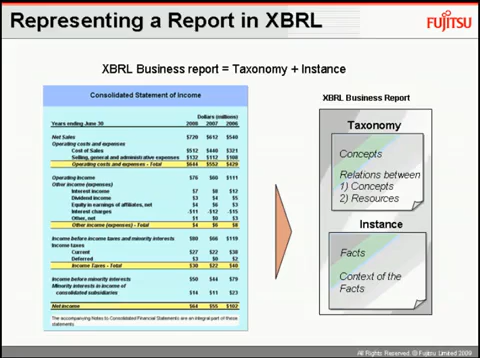 Representing a Report in XBRL
FUJITSU
XBRL Business report = Taxonomy + Instance
Consolidated Statement of Income
Dollars (millions)
Years ending June 30 2008 2007 2006
Net Sales $720 $612 $540
Operating costs and expenses
Cost of Sales $512 $440 $321
Selling, general and administrative expenses $132 $112 $108
Operating costs and expenses - Total $644 $552 $429
Operating income $76 $60 $111
Other income (expenses)
Interest income $7 $8 $12
Dividend income $3 $4 $5
Equity in earnings of affiliates, net $4 $6 $3
Interest charges -$11 -$12 -$15
Other, net $1 $0 $3
Other income (expenses) - Total $4 $6 $8
Income before income taxes and minority interests $80 $66 $119
Income taxes
Current $27 $22 $38
Deferred $3 $0 $2
Income Taxes - Total $30 $22 $40
Income before minority interests $50 $44 $79
Minority interests in income of
consolidated subsidiaries $14 $11 $23
Net income $64 $55 $102
The accompanying Notes to Consolidated Financial Statements are an integral part of these
statements.
XBRL Business Report
Taxonomy
Concepts
Relations between
1) Concepts
2) Resources
Instance
Facts
Context of the
Facts
All Rights Reserved. © Fujitsu Limited 2009